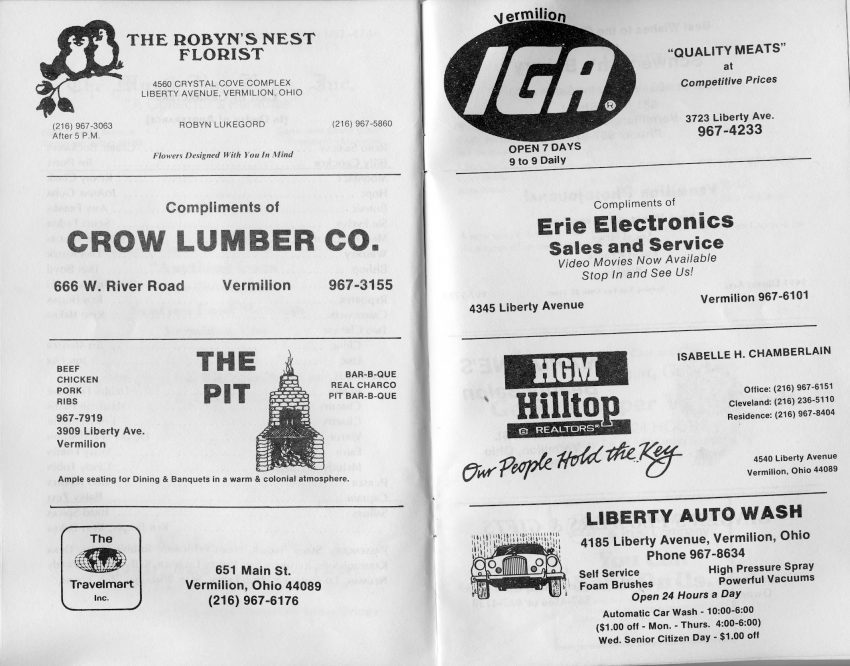 THE ROBYN'S NEST
FLORIST
4560 CRYSTAL COVE COMPLEX
LIBERTY AVENUE, VERMILION, OHIO
(216) 967-3063
After 5 P.M.
ROBYN LUKEGORD
(216) 967-5860
Flowers Designed With You In Mind
Compliments of
CROW LUMBER CO.
666 W. River Road Vermilion 967-3155
BEEF
CHICKEN
PORK
RIBS
967-7919
3909 Liberty Ave.
Vermilion
THE
PIT
BAR-B-QUE
REAL CHARCO
PIT BAR-B-QUE
Ample seating for Dining & Banquets in a warm & colonial atmosphere.
The
Travelmart
Inc.
651 Main St.
Vermilion, Ohio 44089
(216) 967-6176
Vermilion
IGA®
OPEN 7 DAYS
9 to 9 Daily
"QUALITY MEATS"
at
Competitive Prices
3723 Liberty Ave.
967-4233
Compliments of
Erie Electronics
Sales and Service
Video Movies Now Available
Stop In and See Us!
4345 Liberty Avenue Vermilion 967-6101
HGM
Hilltop
REALTORS®
Our People Hold the Key
ISABELLE H. CHAMBERLAIN
Office: (216) 967-6151
Cleveland: (216) 236-5110
Residence: (216) 967-8404
4540 Liberty Avenue
Vermilion, Ohio 44089
LIBERTY AUTO WASH
4185 Liberty Avenue, Vermilion, Ohio
Phone 967-8634
Self Service High Pressure Spray
Foam Brushes Powerful Vacuums
Open 24 Hours a Day
Automatic Car Wash - 10:00-6:00
($1.00 off - Mon. - Thurs. 4:00-6:00)
Wed. Senior Citizen Day - $1.00 off